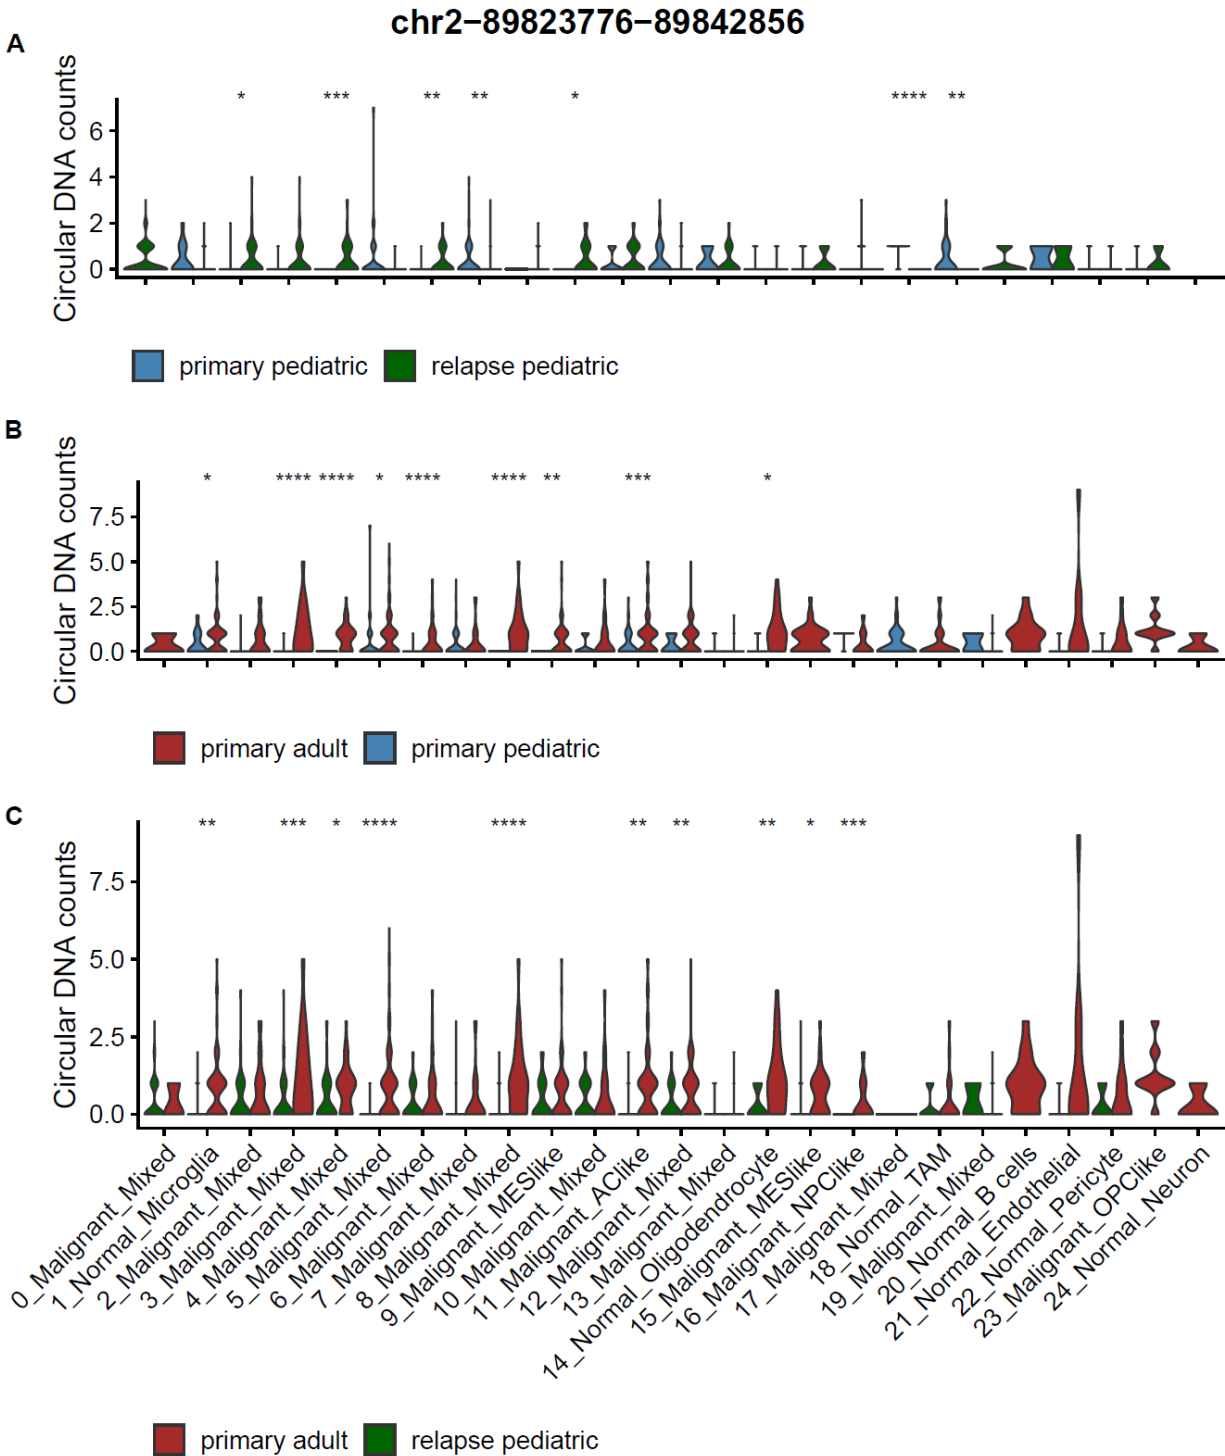 chr2−89823776−89842856
A
* *** ** ** * **** **
Circular DNA counts
6
4
2
0
primary pediatric relapse pediatric
B
* **** **** * **** **** ** *** *
Circular DNA counts
7.5
5.0
2.5
0.0
primary adult primary pediatric
C
** *** * **** **** ** ** ** * ***
Circular DNA counts
7.5
5.0
2.5
0.0
0_Malignant_Mixed
1_Normal_Microglia
2_Malignant_Mixed
3_Malignant_Mixed
4_Malignant_Mixed
5_Malignant_Mixed
6_Malignant_Mixed
7_Malignant_Mixed
8_Malignant_Mixed
9_Malignant_MESlike
10_Malignant_Mixed
11_Malignant_AClike
12_Malignant_Mixed
13_Malignant_Mixed
14_Normal_Oligodendrocyte
15_Malignant_MESlike
16_Malignant_NPClike
17_Malignant_Mixed
18_Normal_TAM
19_Malignant_Mixed
20_Normal_B cells
21_Normal_Endothelial
22_Normal_Pericyte
23_Malignant_OPClike
24_Normal_Neuron
primary adult relapse pediatric